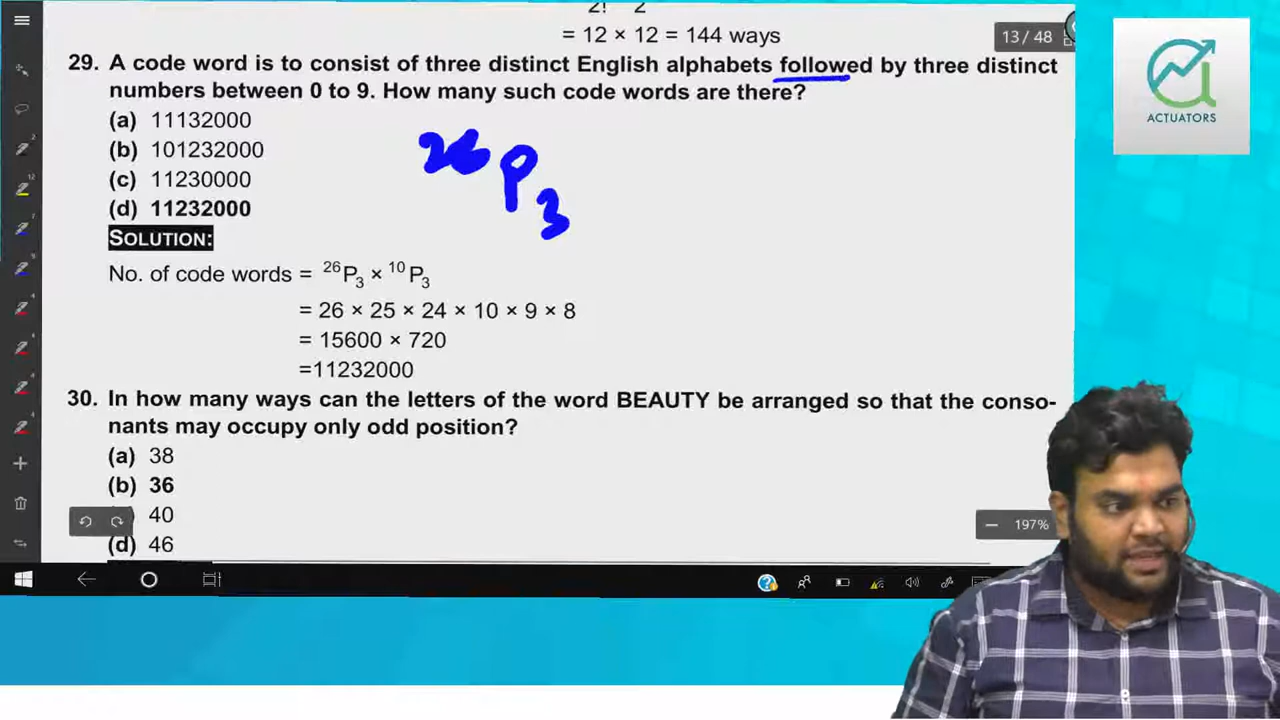 2! 2
= 12 × 12 = 144 ways
13 / 48
29. A code word is to consist of three distinct English alphabets followed by three distinct
numbers between 0 to 9. How many such code words are there?
(a) 11132000
(b) 101232000
(c) 11230000
(d) 11232000
26 P 3
SOLUTION:
No. of code words = ²⁶P₃ × ¹⁰P₃
= 26 × 25 × 24 × 10 × 9 × 8
= 15600 × 720
=11232000
30. In how many ways can the letters of the word BEAUTY be arranged so that the conso-
nants may occupy only odd position?
(a) 38
(b) 36
40
(d) 46
197%
ACTUATORS